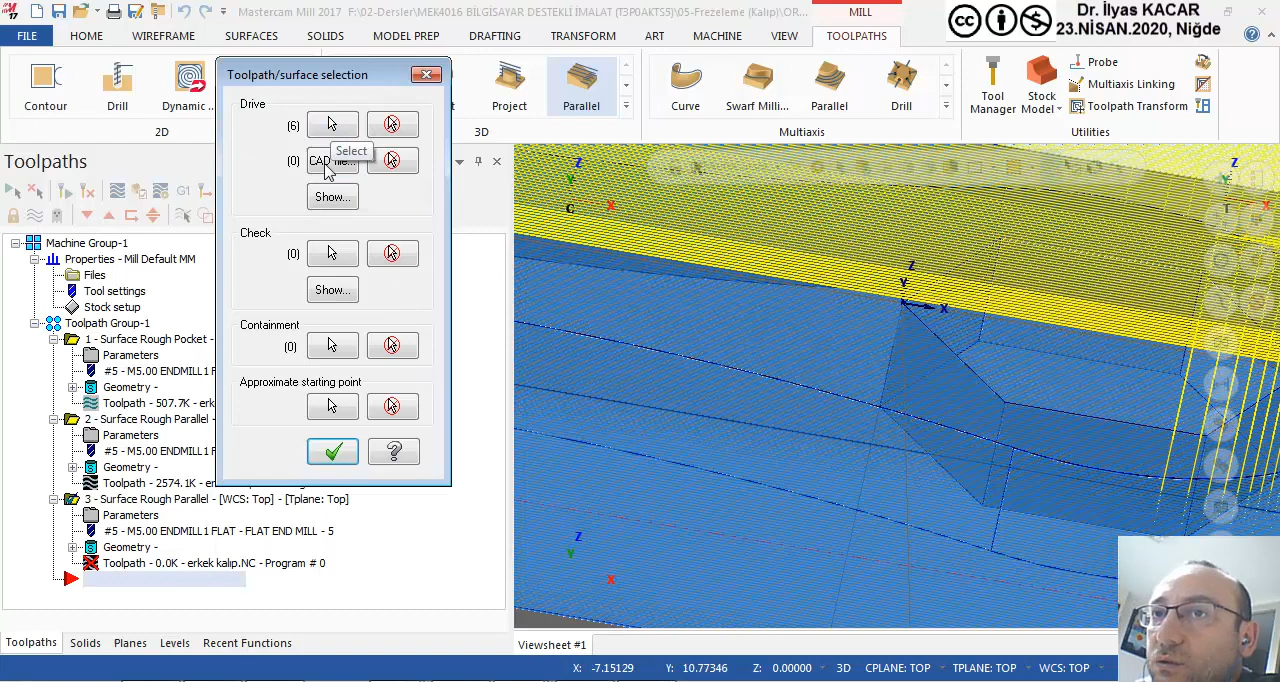 Mastercam Mill 2017 F:\02-Dersler\MEK4016 BİLGİSAYAR DESTEKLİ İMALAT (T3P0AKTS5)\05-Frezeleme (Kalıp)\OR...
MILL
Dr. İlyas KACAR
23.NİSAN.2020, Niğde
FILE HOME WIREFRAME SURFACES SOLIDS MODEL PREP DRAFTING TRANSFORM ART MACHINE VIEW TOOLPATHS
Contour Drill Dynamic ... Project Parallel Curve Swarf Milli... Parallel Drill
Tool Manager
Stock Model
Probe
Multiaxis Linking
Toolpath Transform
2D 3D Multiaxis Utilities
Toolpath/surface selection
Drive
(6)
Select
(0) CAD file...
Show...
Check
(0)
Show...
Containment
(0)
Approximate starting point
Toolpaths
G1
Machine Group-1
Properties - Mill Default MM
Files
Tool settings
Stock setup
Toolpath Group-1
1 - Surface Rough Pocket -
Parameters
#5 - M5.00 ENDMILL1 F
Geometry -
Toolpath - 507.7K - erk
2 - Surface Rough Parallel -
Parameters
#5 - M5.00 ENDMILL1 F
Geometry -
Toolpath - 2574.1K - er
3 - Surface Rough Parallel - [WCS: Top] - [Tplane: Top]
Parameters
#5 - M5.00 ENDMILL1 FLAT - FLAT END MILL - 5
Geometry -
Toolpath - 0.0K - erkek kalıp.NC - Program # 0
Z
Y
X
C
Z
Y
X
T
Z
Y
X
Z
Y
X
Toolpaths Solids Planes Levels Recent Functions
Viewsheet #1
X: -7.15129 Y: 10.77346 Z: 0.00000 3D CPLANE: TOP TPLANE: TOP WCS: TOP